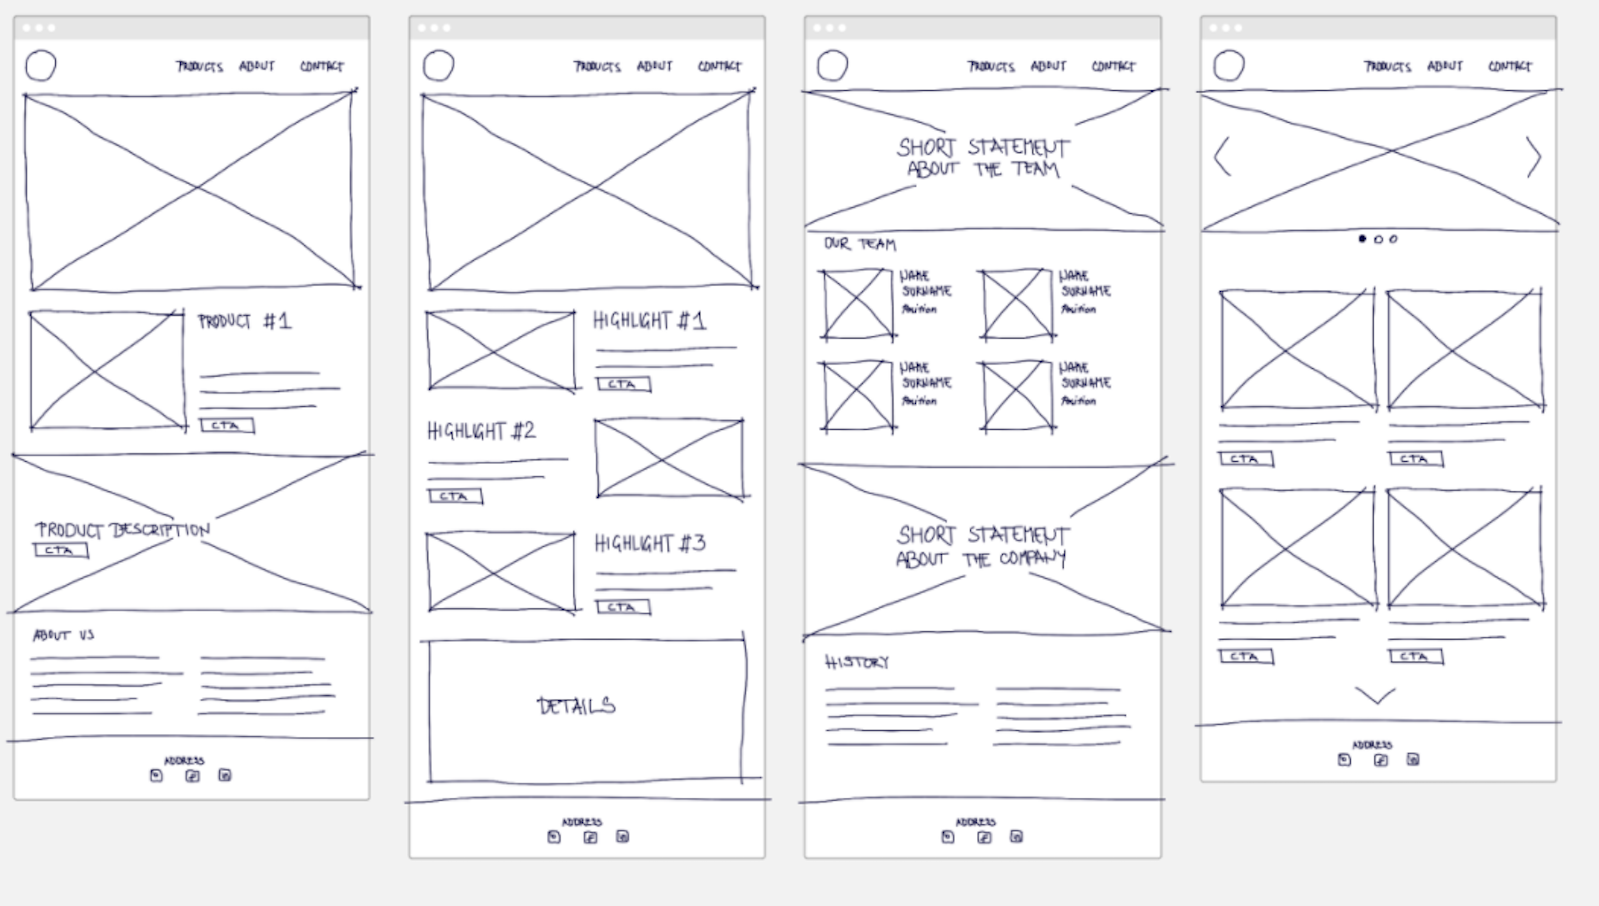 PRODUCTS ABOUT CONTACT
PRODUCT #1
CTA
PRODUCT DESCRIPTION
CTA
ABOUT US
ADDRESS
PRODUCTS ABOUT CONTACT
HIGHLIGHT #1
CTA
HIGHLIGHT #2
CTA
HIGHLIGHT #3
CTA
DETAILS
ADDRESS
PRODUCTS ABOUT CONTACT
SHORT STATEMENT
ABOUT THE TEAM
OUR TEAM
NAME
SURNAME
Position
NAME
SURNAME
Position
NAME
SURNAME
Position
NAME
SURNAME
Position
SHORT STATEMENT
ABOUT THE COMPANY
HISTORY
ADDRESS
PRODUCTS ABOUT CONTACT
CTA
CTA
CTA
CTA
ADDRESS